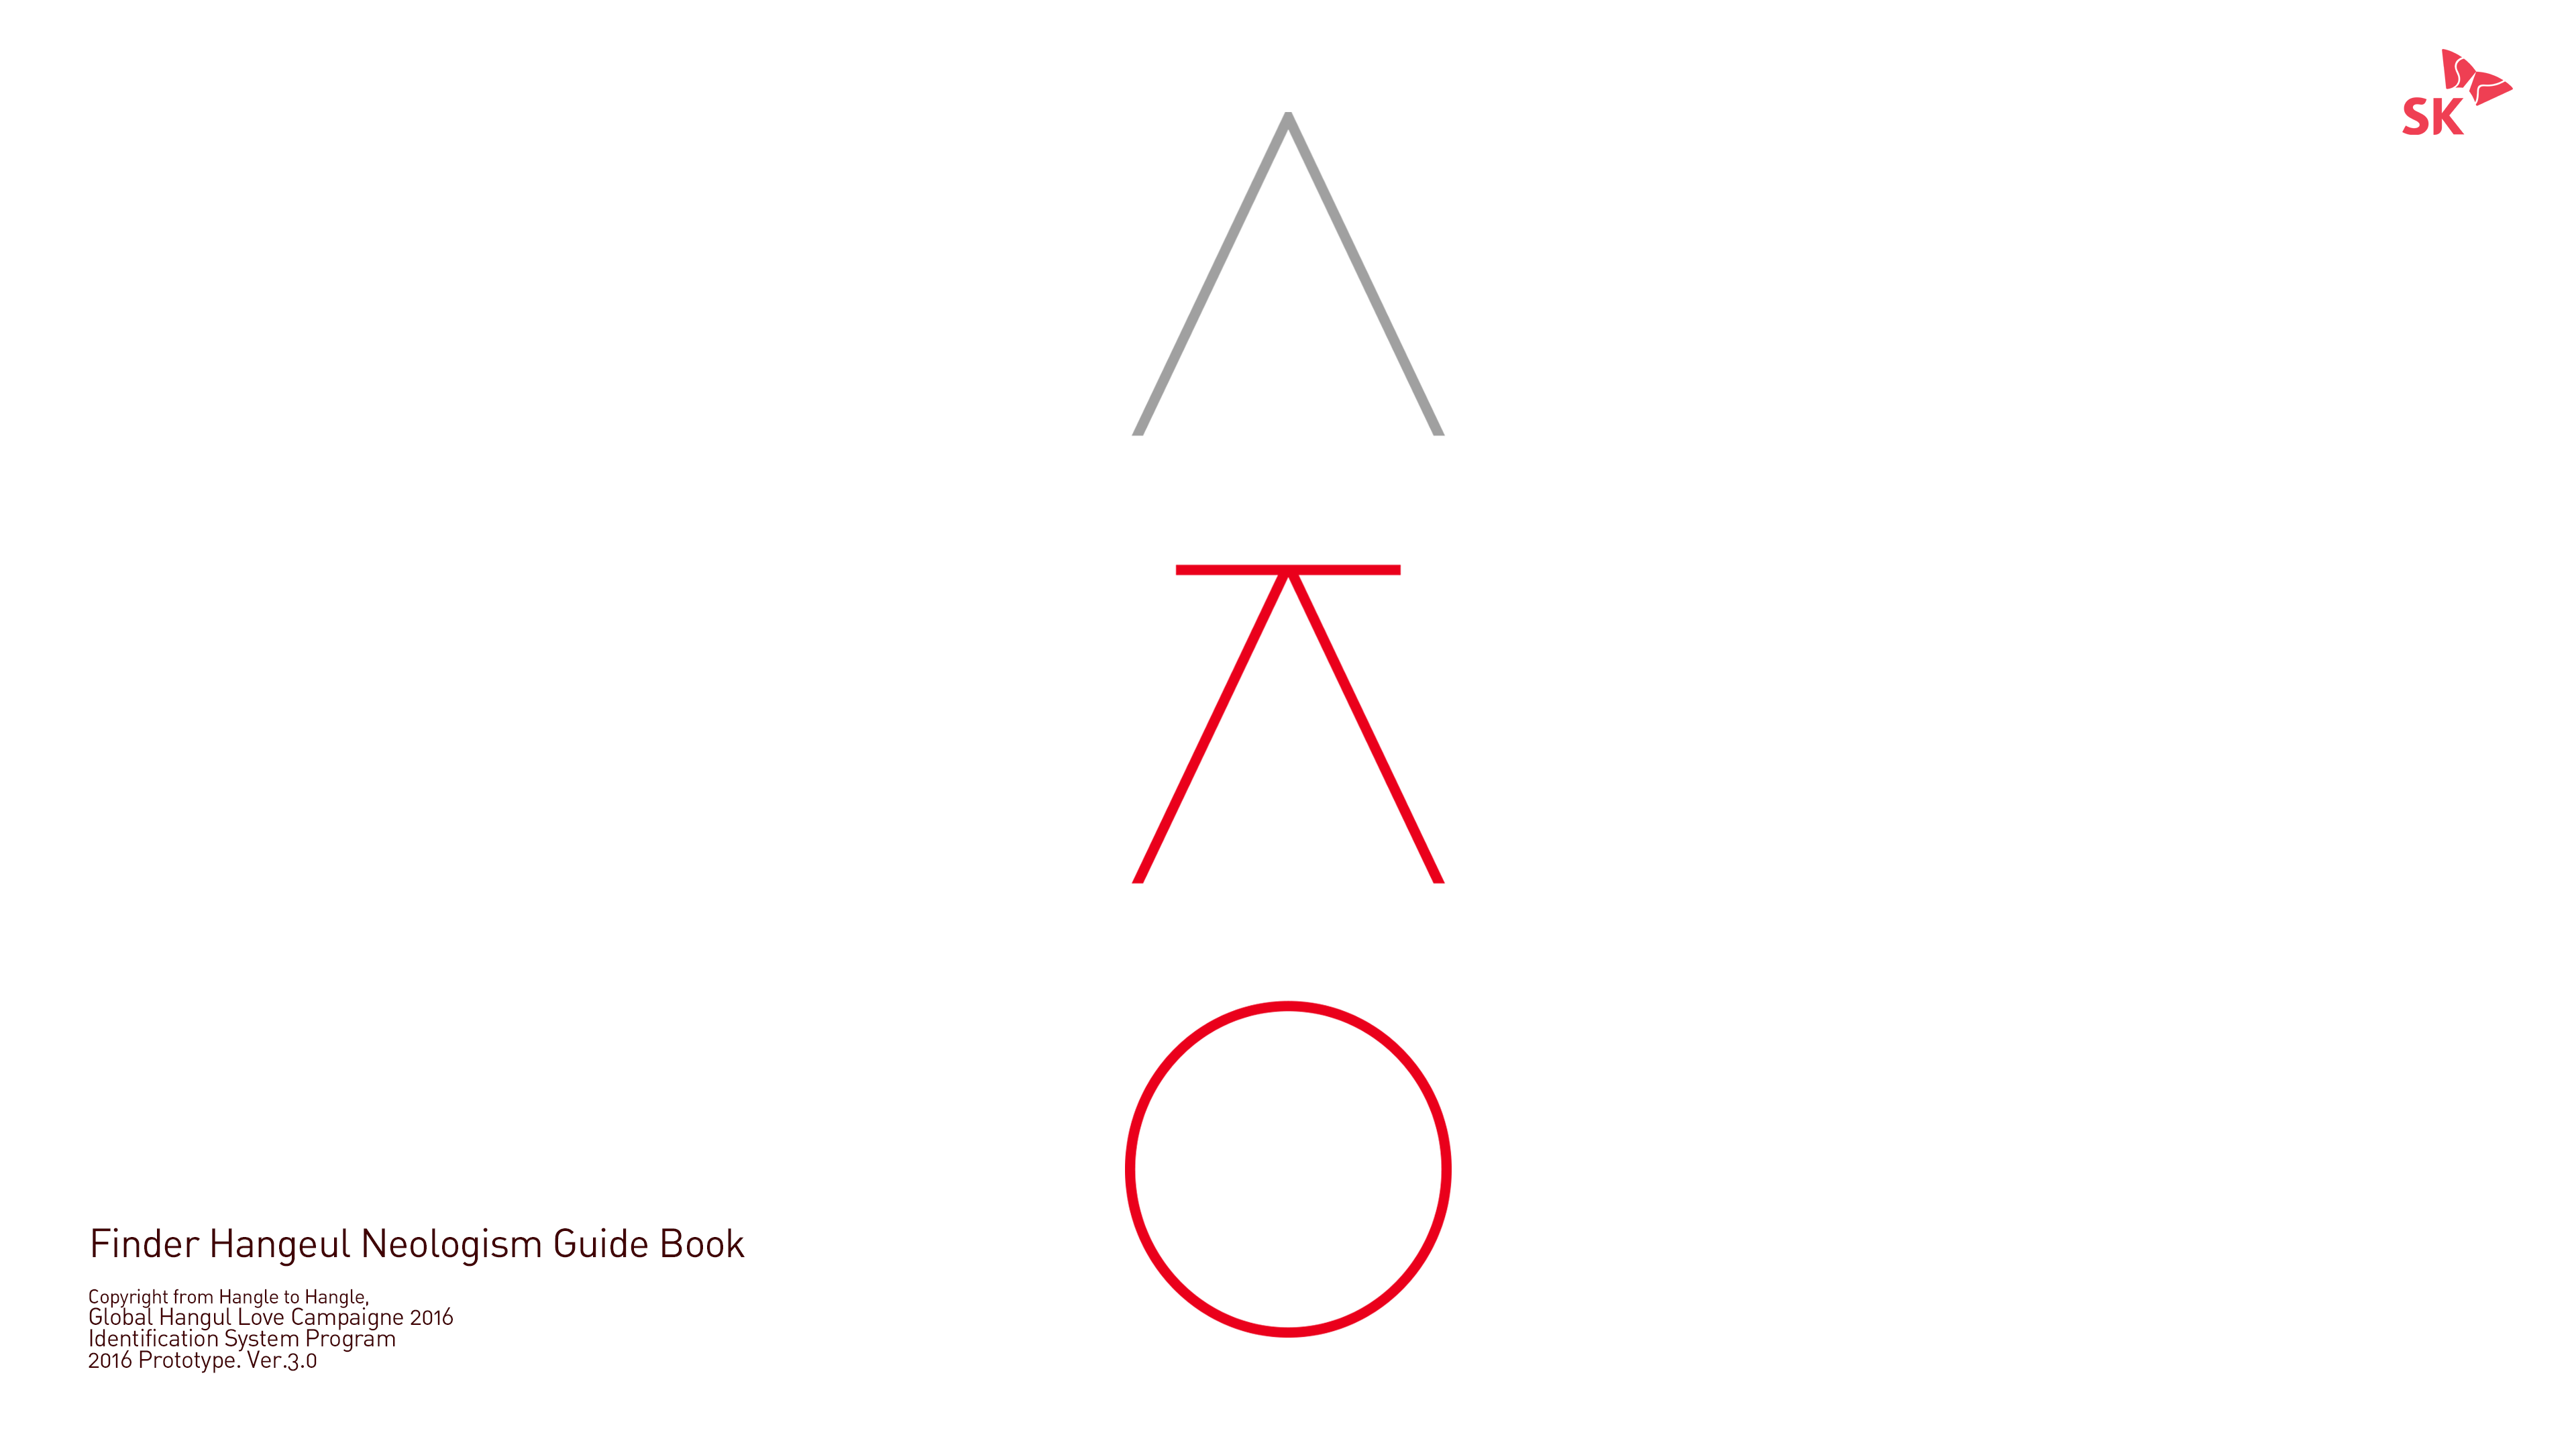 SK
ㅅ
ㅈ
ㅇ
Finder Hangeul Neologism Guide Book
Copyright from Hangle to Hangle,
Global Hangul Love Campaigne 2016
Identification System Program
2016 Prototype. Ver.3.0